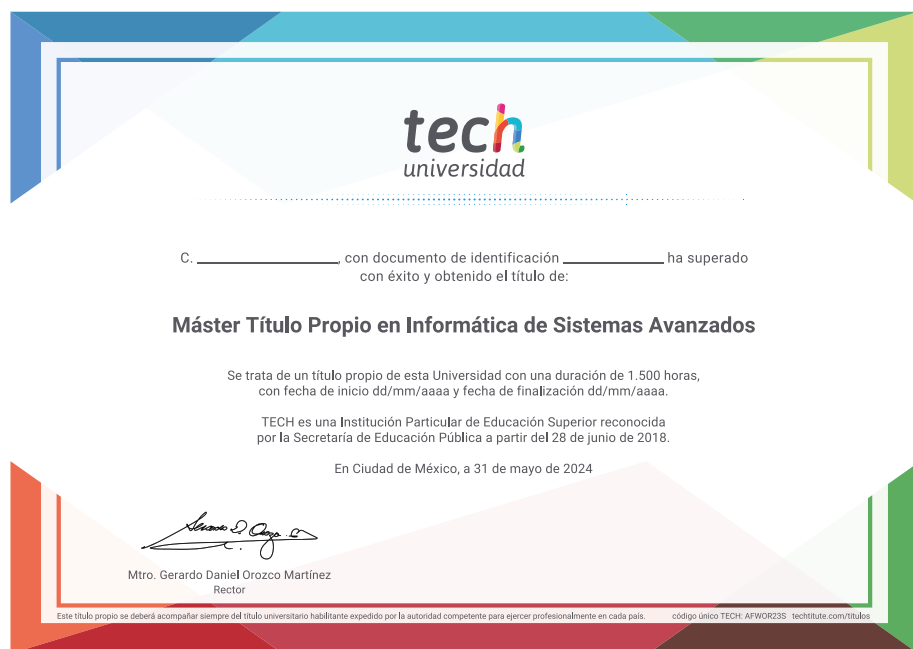 tech
universidad
C. ____________, con documento de identificación ____________ ha superado
con éxito y obtenido el título de:
Máster Título Propio en Informática de Sistemas Avanzados
Se trata de un título propio de esta Universidad con una duración de 1.500 horas,
con fecha de inicio dd/mm/aaaa y fecha de finalización dd/mm/aaaa.
TECH es una Institución Particular de Educación Superior reconocida
por la Secretaría de Educación Pública a partir del 28 de junio de 2018.
En Ciudad de México, a 31 de mayo de 2024
Mtro. Gerardo Daniel Orozco Martínez
Rector
Este título propio se deberá acompañar siempre del título universitario habilitante expedido por la autoridad competente para ejercer profesionalmente en cada país. código único TECH: AFWOR23S techtitute.com/titulos